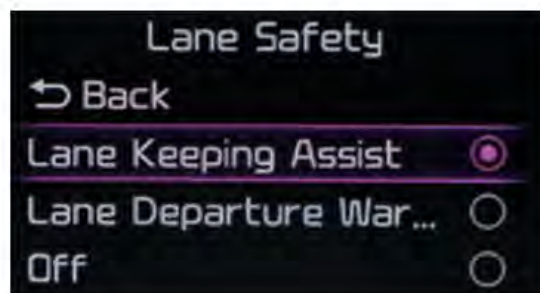 Lane Safety
Back
Lane Keeping Assist
Lane Departure War...
Off